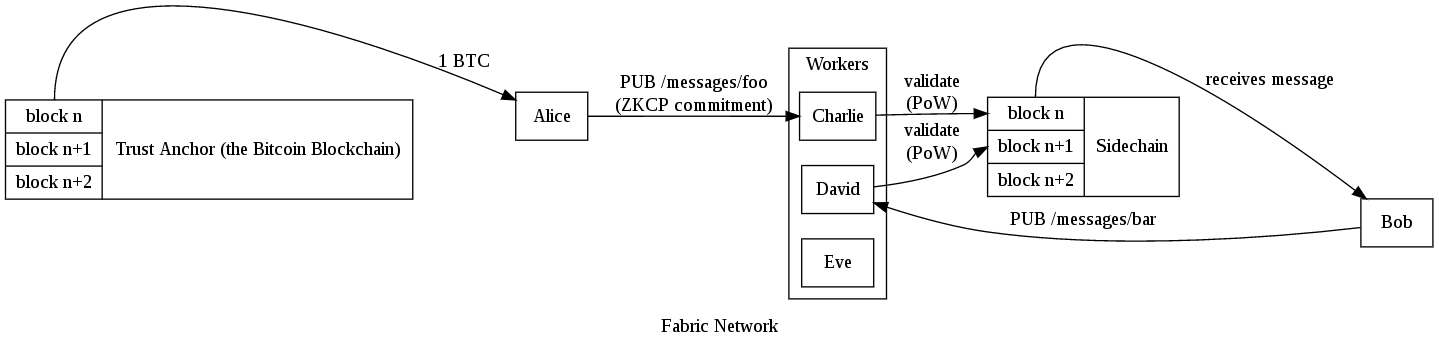 block n
block n+1
block n+2
Trust Anchor (the Bitcoin Blockchain)
1 BTC
Alice
PUB /messages/foo
(ZKCP commitment)
Workers
Charlie
David
Eve
validate
(PoW)
validate
(PoW)
block n
block n+1
block n+2
Sidechain
receives message
PUB /messages/bar
Bob
Fabric Network